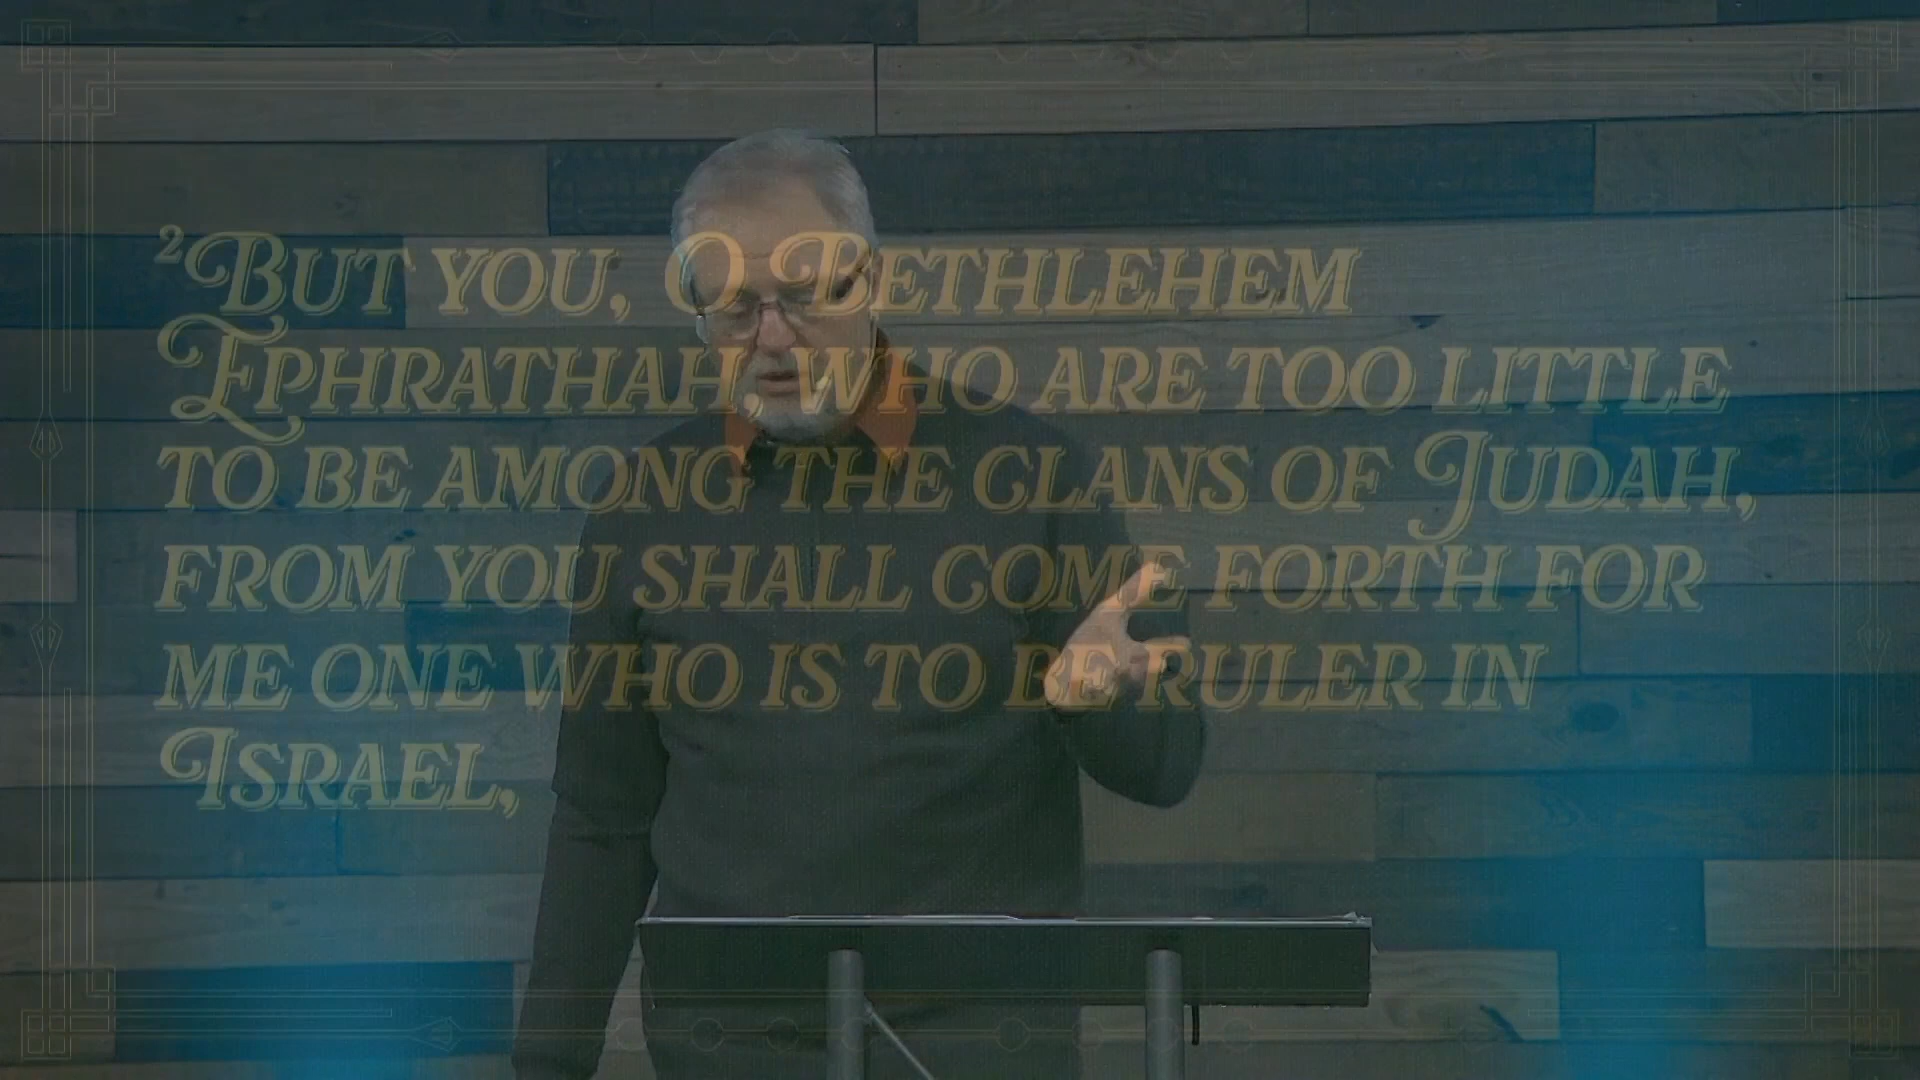 ²But you, O Bethlehem
Ephrathah, who are too little
to be among the clans of Judah,
from you shall come forth for
me one who is to be ruler in
Israel,